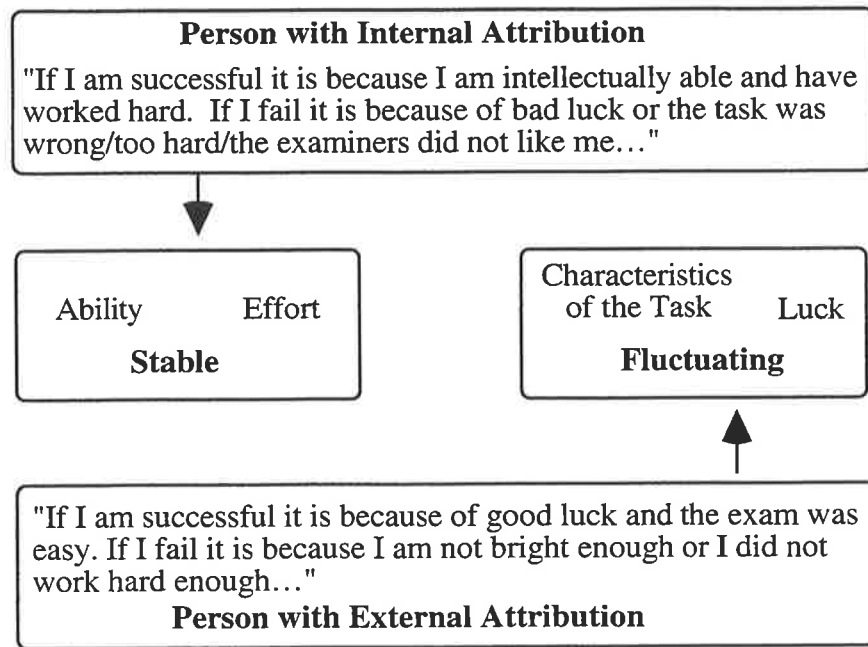 Person with Internal Attribution
"If I am successful it is because I am intellectually able and have
worked hard.  If I fail it is because of bad luck or the task was
wrong/too hard/the examiners did not like me..."
Ability Effort
Stable
Characteristics
of the Task Luck
Fluctuating
"If I am successful it is because of good luck and the exam was
easy. If I fail it is because I am not bright enough or I did not
work hard enough..."
Person with External Attribution